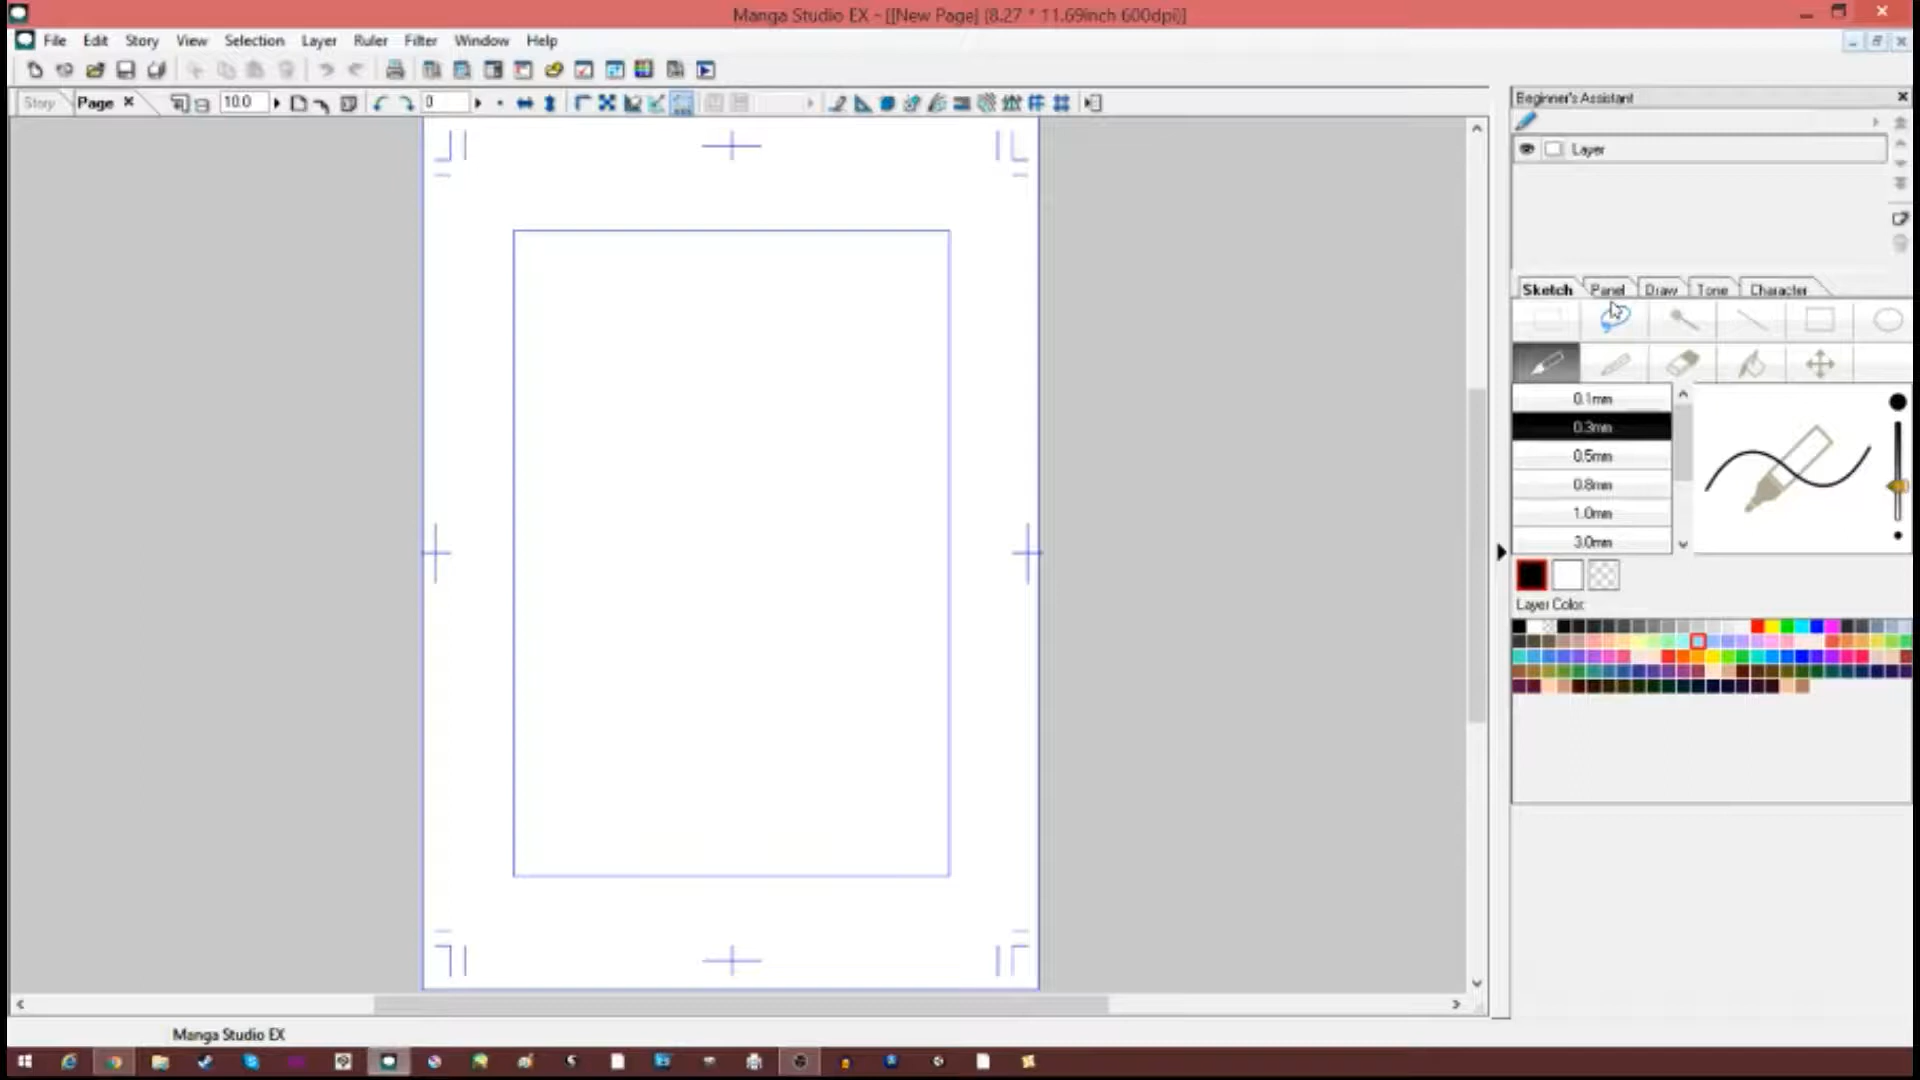 Manga Studio EX - [[New Page] (8.27 * 11.69inch 600dpi)]
File Edit Story View Selection Layer Ruler Filter Window Help
Story Page 10.0 0
Beginner's Assistant
Layer
Sketch Panel Draw Tone Character
0.1mm
0.3mm
0.5mm
0.8mm
1.0mm
3.0mm
Layer Color:
Manga Studio EX